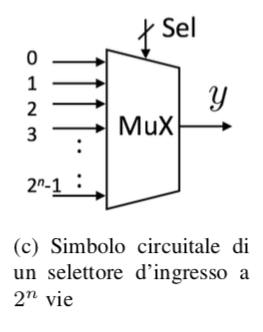 Sel
0
1
2
3
:
:
2ⁿ-1
MuX
y
(c) Simbolo circuitale di
un selettore d'ingresso a
2ⁿ vie